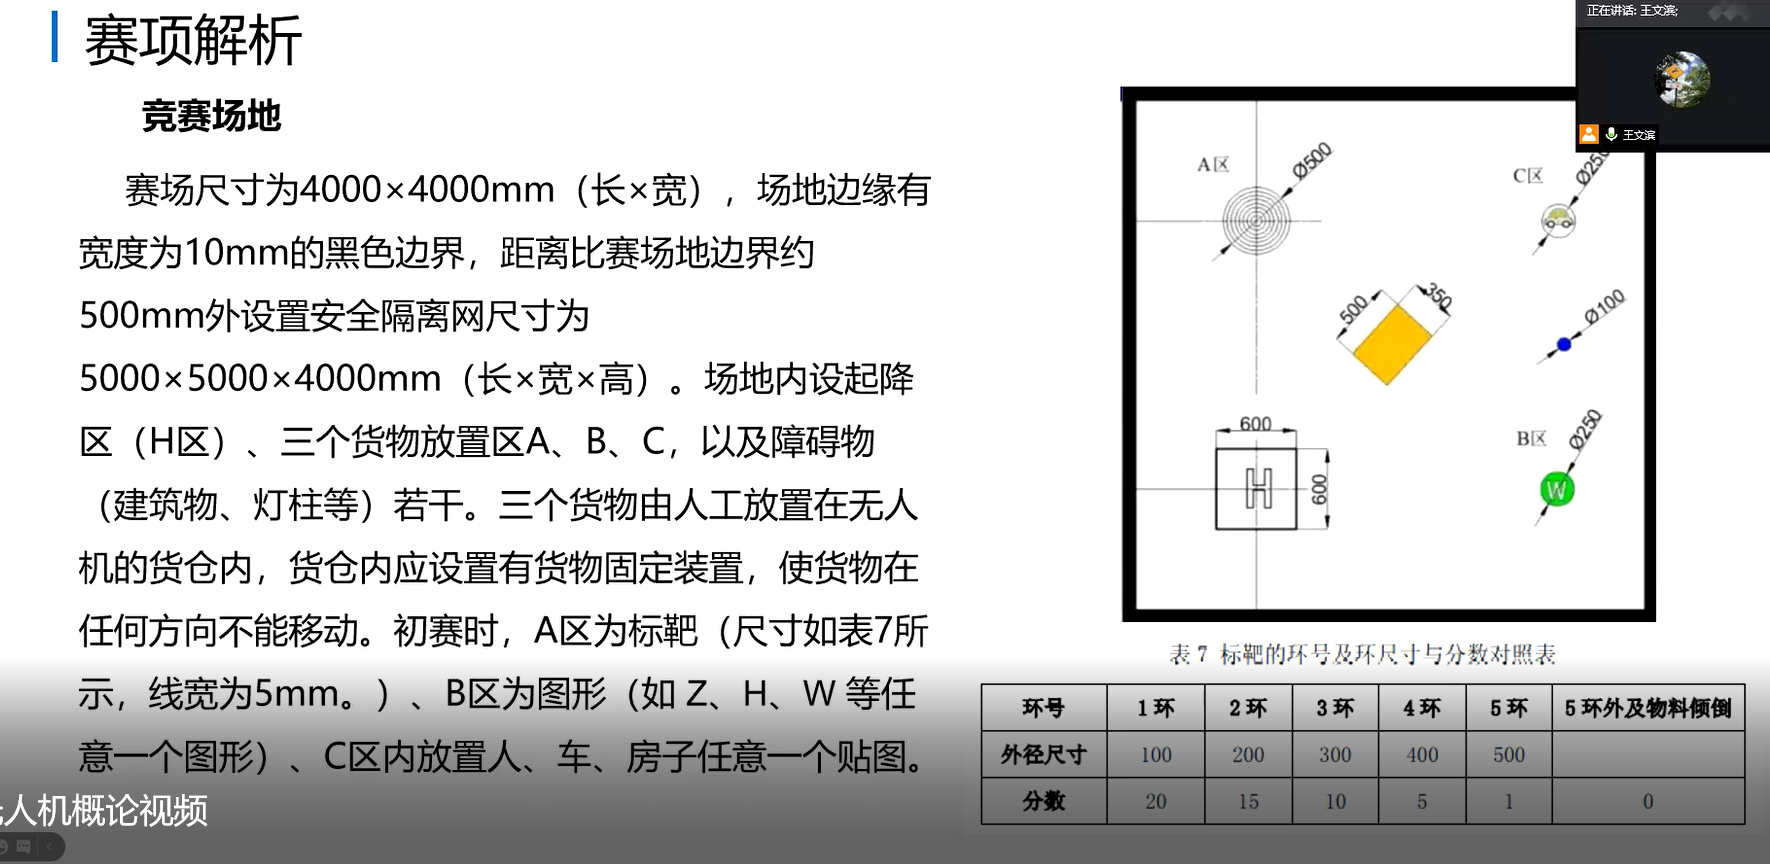 赛项解析
正在讲话: 王文滨;
王文滨
竞赛场地
赛场尺寸为4000×4000mm（长×宽），场地边缘有
宽度为10mm的黑色边界，距离比赛场地边界约
500mm外设置安全隔离网尺寸为
5000×5000×4000mm（长×宽×高）。场地内设起降
区（H区）、三个货物放置区A、B、C，以及障碍物
（建筑物、灯柱等）若干。三个货物由人工放置在无人
机的货仓内，货仓内应设置有货物固定装置，使货物在
任何方向不能移动。初赛时，A区为标靶（尺寸如表7所
示，线宽为5mm。）、B区为图形（如 Z、H、W 等任
意一个图形）、C区内放置人、车、房子任意一个贴图。
人机概论视频
A区
Ø500
C区
Ø250
500
350
Ø100
600
H
600
B区
Ø250
W
表 7 标靶的环号及环尺寸与分数对照表
环号 1 环 2 环 3 环 4 环 5 环 5 环外及物料倾倒
外径尺寸 100 200 300 400 500
分数 20 15 10 5 1 0